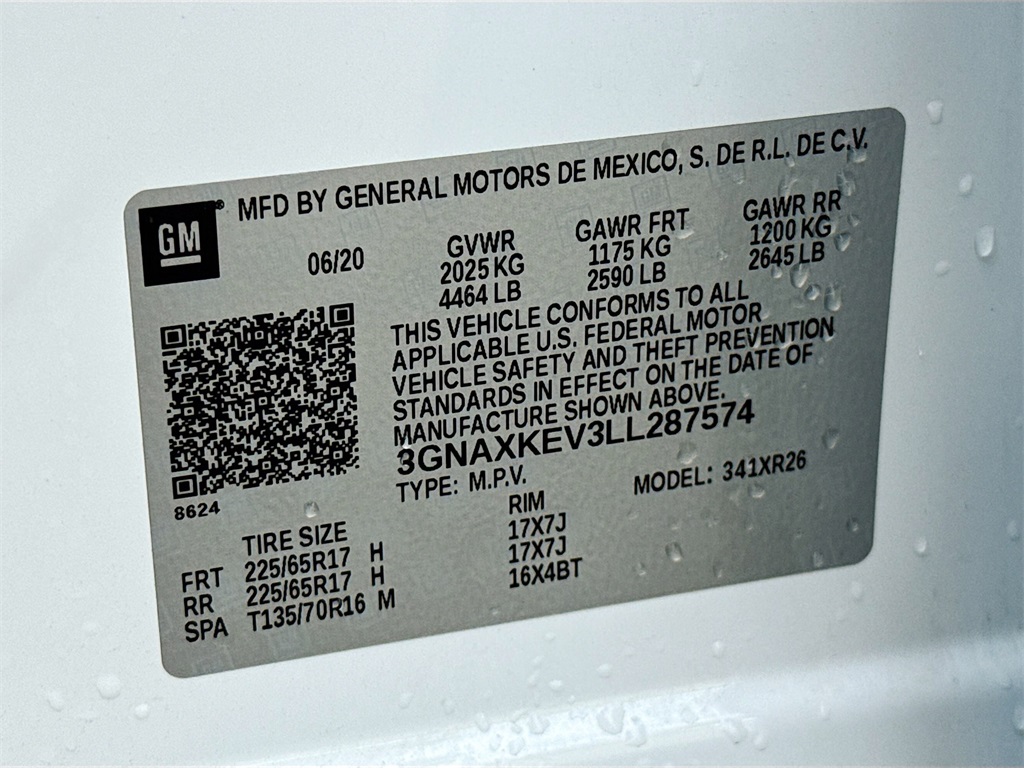 MFD BY GENERAL MOTORS DE MEXICO, S. DE R.L. DE C.V.
GM®
06/20
GVWR GAWR FRT GAWR RR
2025 KG 1175 KG 1200 KG
4464 LB 2590 LB 2645 LB
THIS VEHICLE CONFORMS TO ALL
APPLICABLE U.S. FEDERAL MOTOR
VEHICLE SAFETY AND THEFT PREVENTION
STANDARDS IN EFFECT ON THE DATE OF
MANUFACTURE SHOWN ABOVE.
3GNAXKEV3LL287574
TYPE: M.P.V. MODEL: 341XR26
8624
TIRE SIZE RIM
FRT 225/65R17 H 17X7J
RR 225/65R17 H 17X7J
SPA T135/70R16 M 16X4BT